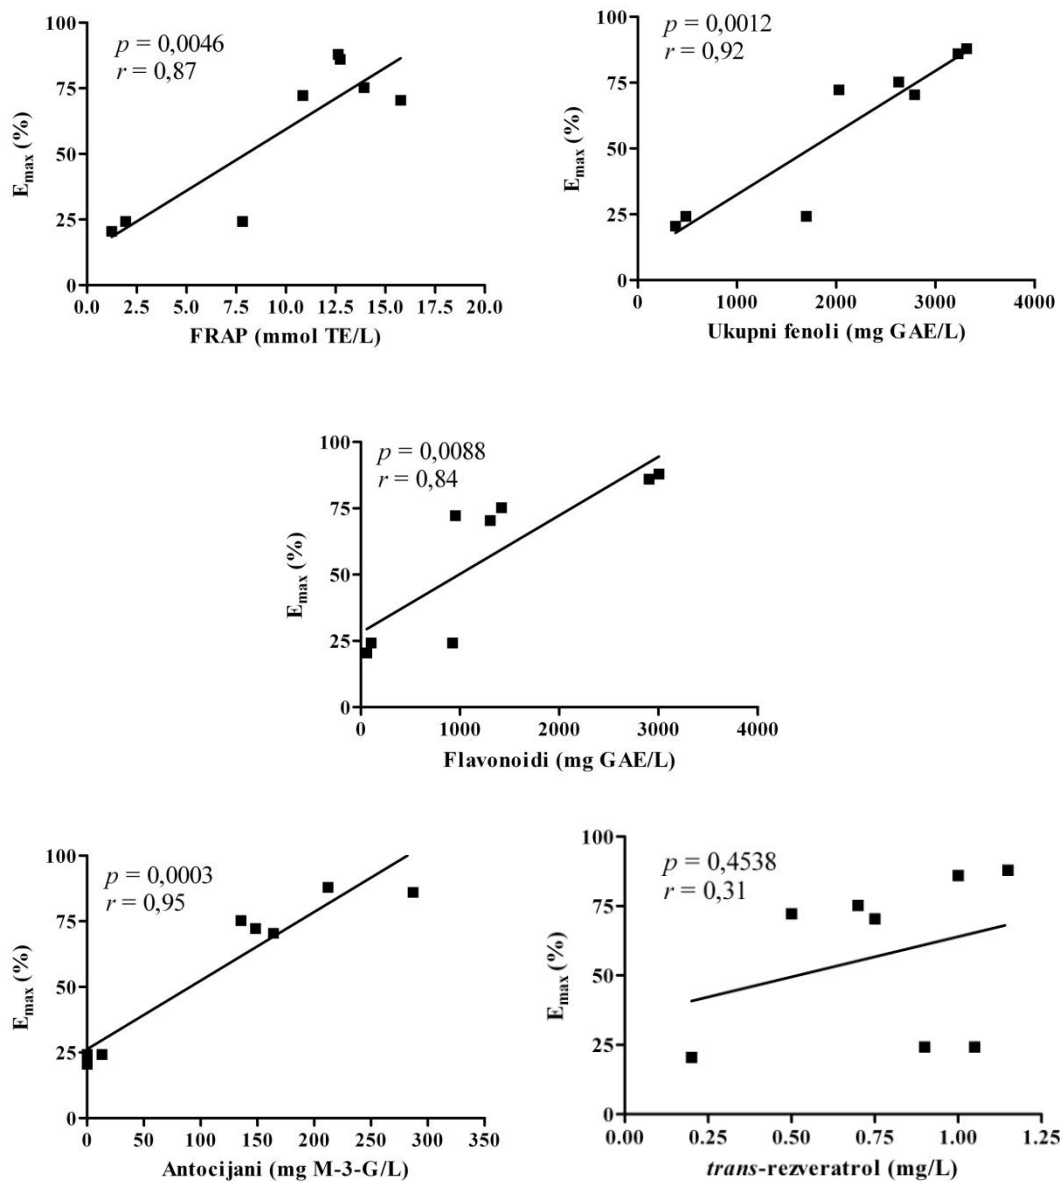 p = 0,0046
r = 0,87
100
75
50
25
0
E_max (%)
0.0 2.5 5.0 7.5 10.0 12.5 15.0 17.5 20.0
FRAP (mmol TE/L)
p = 0,0012
r = 0,92
100
75
50
25
0
E_max (%)
0 1000 2000 3000 4000
Ukupni fenoli (mg GAE/L)
p = 0,0088
r = 0,84
100
75
50
25
0
E_max (%)
0 1000 2000 3000 4000
Flavonoidi (mg GAE/L)
p = 0,0003
r = 0,95
100
75
50
25
0
E_max (%)
0 50 100 150 200 250 300 350
Antocijani (mg M-3-G/L)
p = 0,4538
r = 0,31
100
75
50
25
0
E_max (%)
0.00 0.25 0.50 0.75 1.00 1.25
trans-rezveratrol (mg/L)